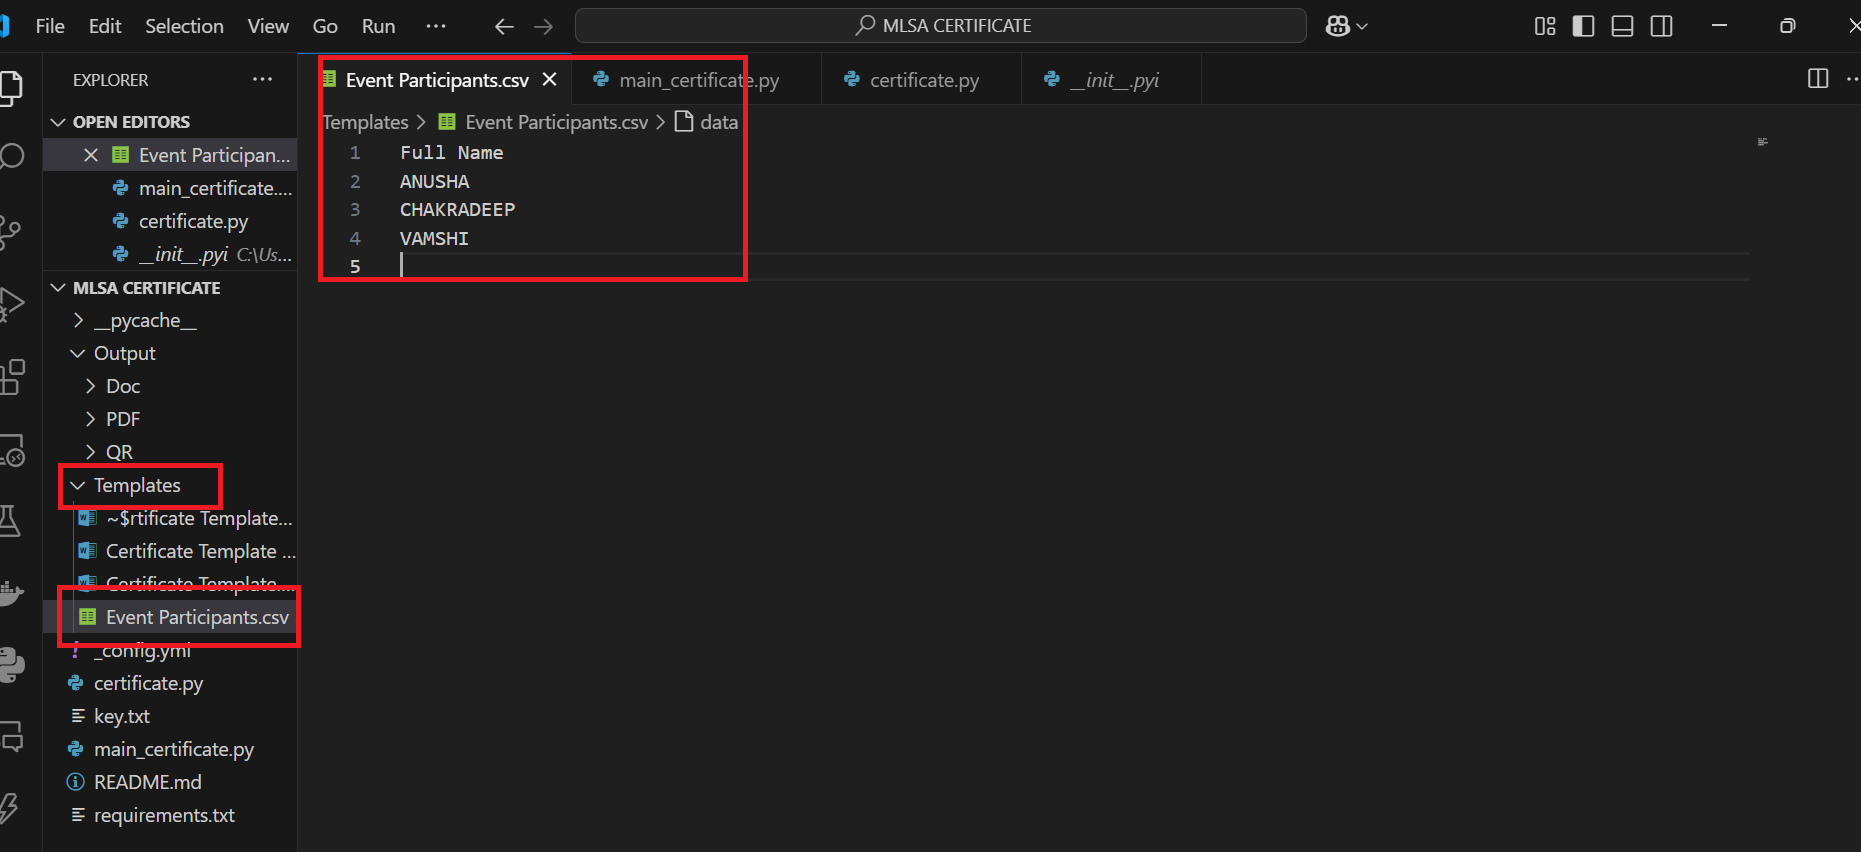 File Edit Selection View Go Run ···
MLSA CERTIFICATE
EXPLORER
OPEN EDITORS
Event Participan...
main_certificate....
certificate.py
__init__.pyi C:\Us...
MLSA CERTIFICATE
__pycache__
Output
Doc
PDF
QR
Templates
~$rtificate Template...
Certificate Template ...
Certificate Template....
Event Participants.csv
_config.yml
certificate.py
key.txt
main_certificate.py
README.md
requirements.txt
Event Participants.csv main_certificate.py certificate.py __init__.pyi
Templates > Event Participants.csv > data
1 Full Name
2 ANUSHA
3 CHAKRADEEP
4 VAMSHI
5